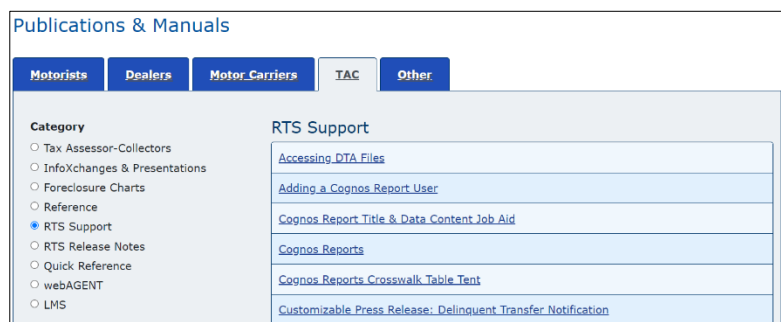 Publications & Manuals
Motorists
Dealers
Motor Carriers
TAC
Other
Category
Tax Assessor-Collectors
InfoXchanges & Presentations
Foreclosure Charts
Reference
RTS Support
RTS Release Notes
Quick Reference
webAGENT
LMS
RTS Support
Accessing DTA Files
Adding a Cognos Report User
Cognos Report Title & Data Content Job Aid
Cognos Reports
Cognos Reports Crosswalk Table Tent
Customizable Press Release: Delinquent Transfer Notification